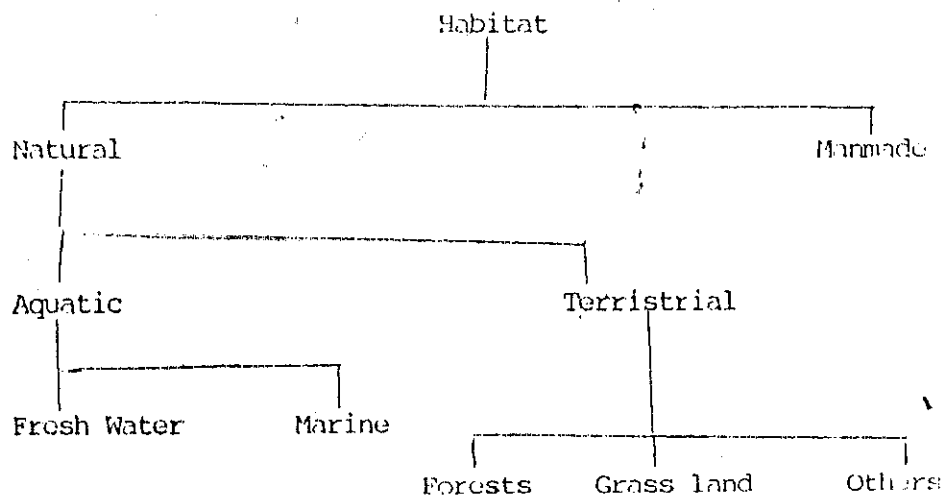 Habitat
Natural Manmade
Aquatic Terristrial
Fresh Water Marine
Forests Grass land Others